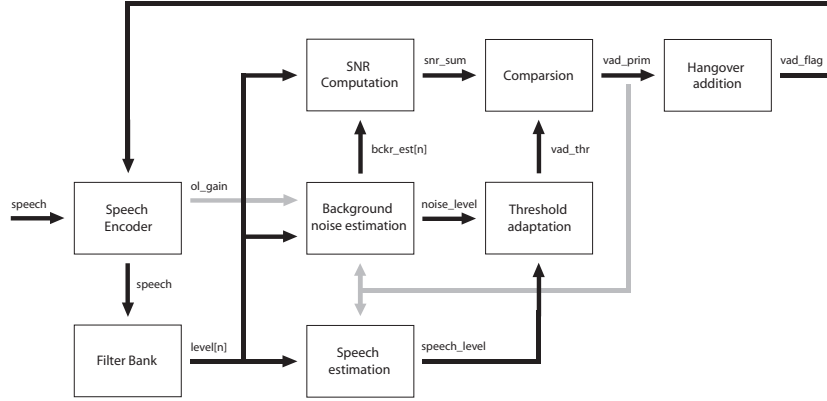 SNR
Computation
snr_sum
Comparsion
vad_prim
Hangover
addition
vad_flag
bckr_est[n]
vad_thr
speech
Speech
Encoder
ol_gain
Background
noise estimation
noise_level
Threshold
adaptation
speech
Filter Bank
level[n]
Speech
estimation
speech_level